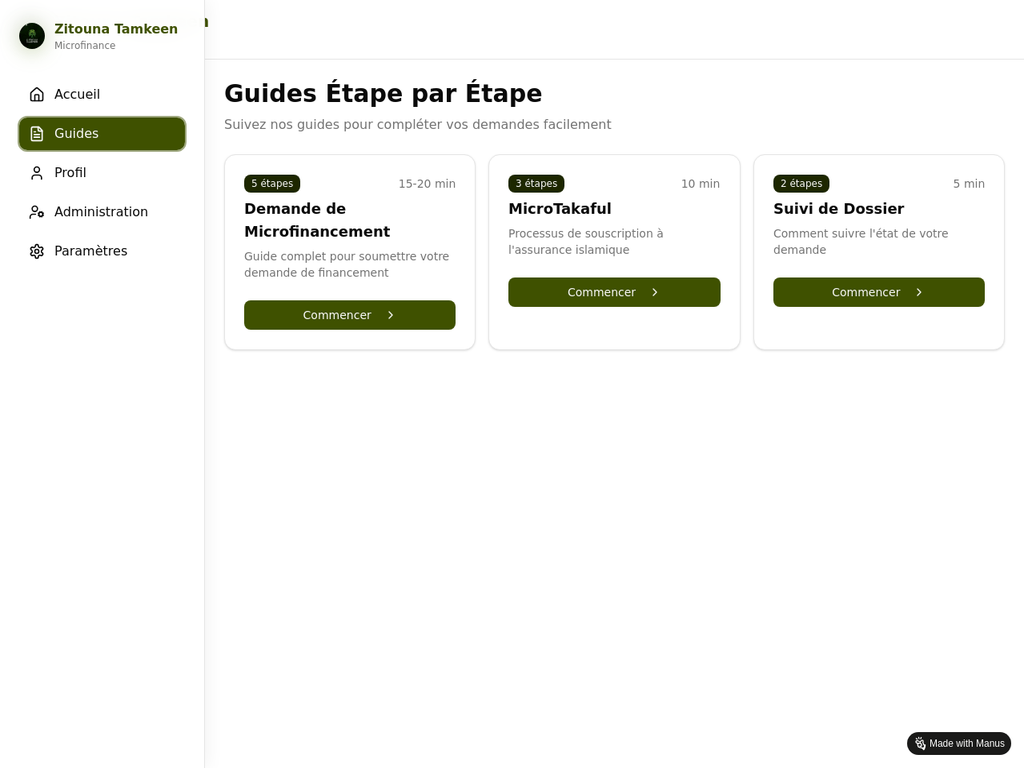 Zitouna Tamkeen
Microfinance
Accueil
Guides
Profil
Administration
Paramètres
Guides Étape par Étape
Suivez nos guides pour compléter vos demandes facilement
5 étapes
15-20 min
Demande de
Microfinancement
Guide complet pour soumettre votre
demande de financement
Commencer
3 étapes
10 min
MicroTakaful
Processus de souscription à
l'assurance islamique
Commencer
2 étapes
5 min
Suivi de Dossier
Comment suivre l'état de votre
demande
Commencer
Made with Manus